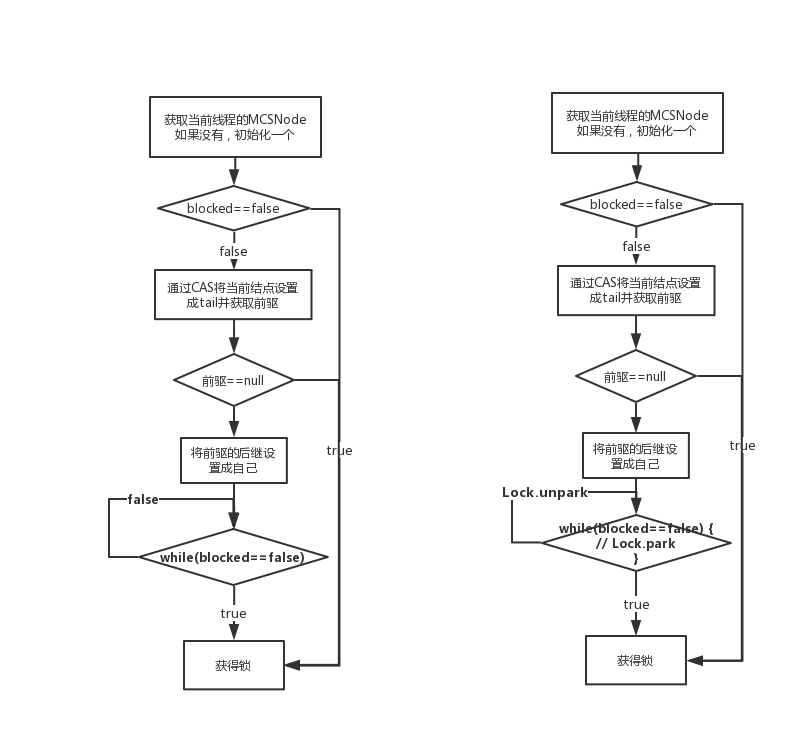 获取当前线程的MCSNode
如果没有，初始化一个
blocked==false
false
通过CAS将当前结点设置
成tail并获取前驱
前驱==null
true
将前驱的后继设
置成自己
false
while(blocked==false)
true
获得锁
获取当前线程的MCSNode
如果没有，初始化一个
blocked==false
false
通过CAS将当前结点设置
成tail并获取前驱
前驱==null
true
将前驱的后继设
置成自己
Lock.unpark
while(blocked==false) {
// Lock.park
}
true
获得锁